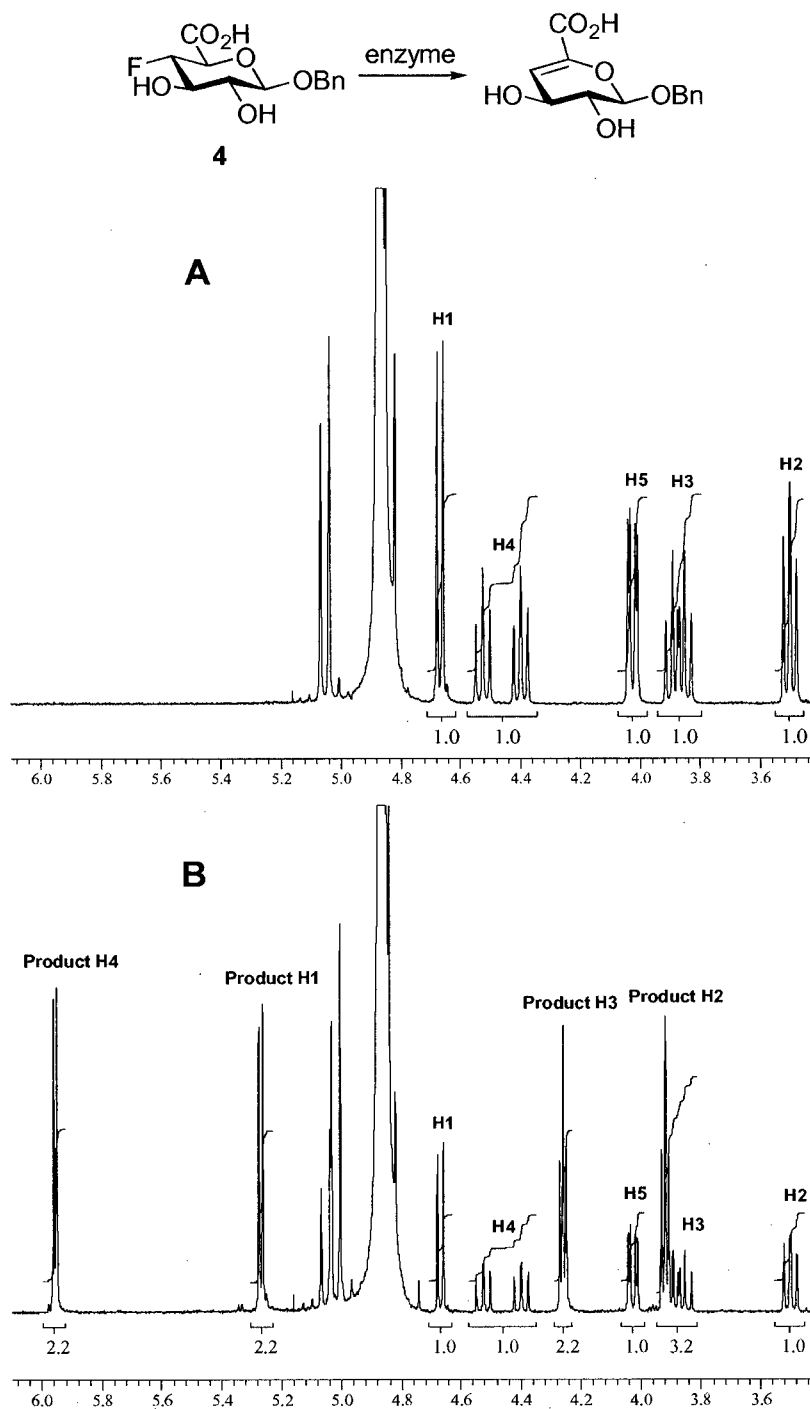 CO₂H
O
F
HO
OBn
OH
enzyme
CO₂H
O
HO
OBn
OH
4
A
H1
H4
H5
H3
H2
1.0
1.0
1.0
1.0
1.0
6.0 5.8 5.6 5.4 5.2 5.0 4.8 4.6 4.4 4.2 4.0 3.8 3.6
B
Product H4
Product H1
Product H3
Product H2
H1
H4
H5
H3
H2
2.2
2.2
1.0
1.0
2.2
1.0
3.2
1.0
6.0 5.8 5.6 5.4 5.2 5.0 4.8 4.6 4.4 4.2 4.0 3.8 3.6